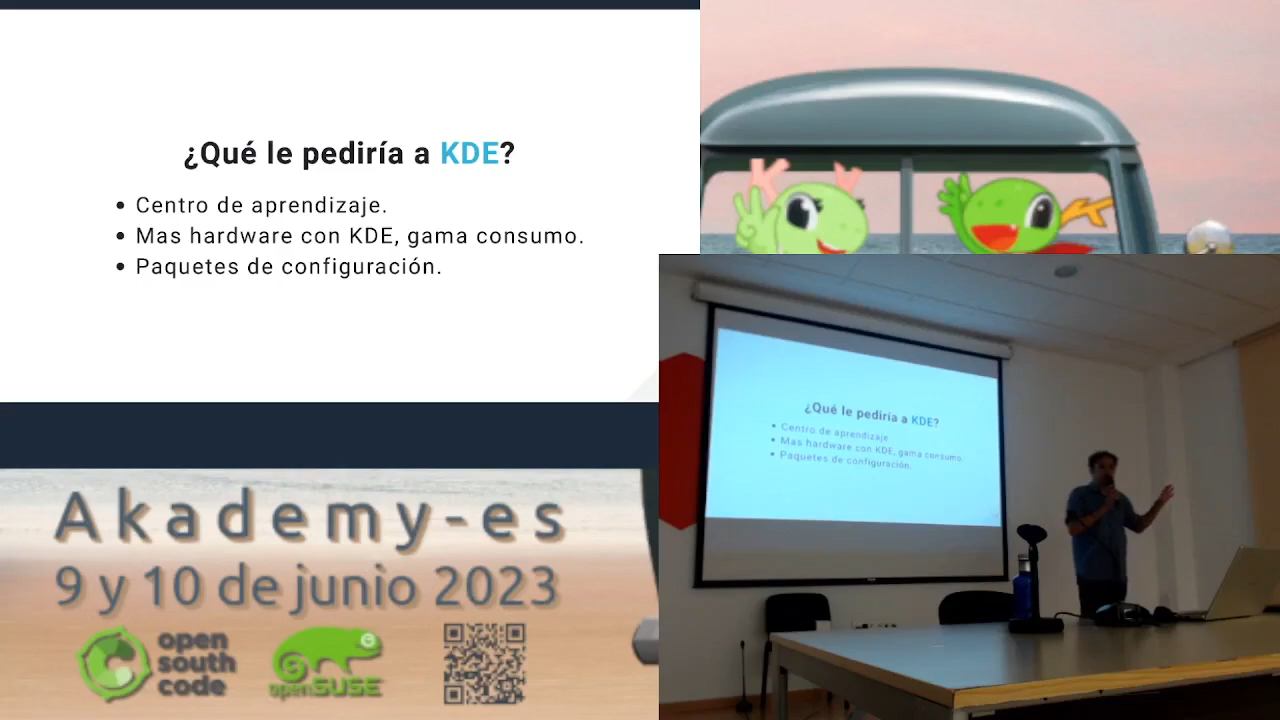 ¿Qué le pediría a KDE?
• Centro de aprendizaje.
• Mas hardware con KDE, gama consumo.
• Paquetes de configuración.
¿Qué le pediría a KDE?
• Centro de aprendizaje.
• Mas hardware con KDE, gama consumo.
• Paquetes de configuración.
Akademy-es
9 y 10 de junio 2023
open
south
code
openSUSE